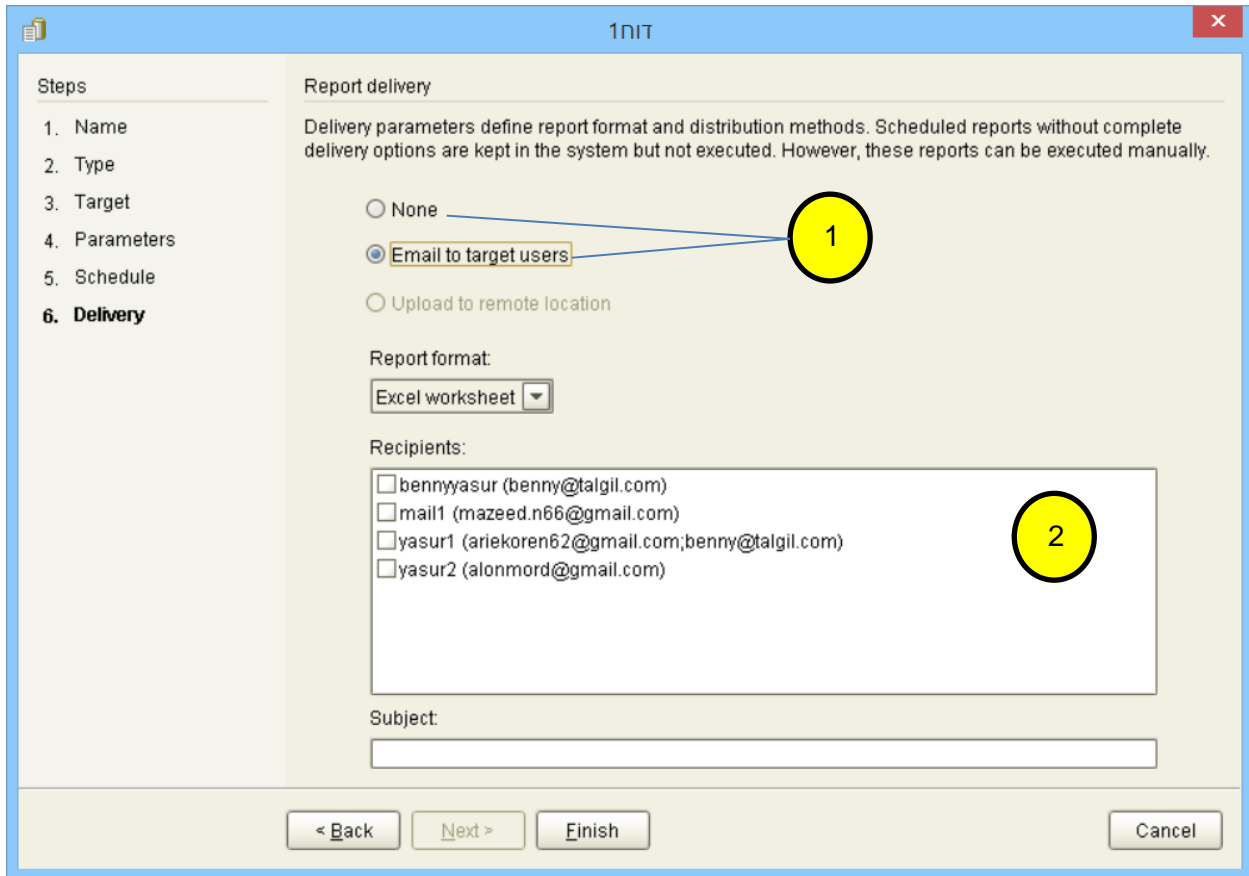 דוח1
Steps
1. Name
2. Type
3. Target
4. Parameters
5. Schedule
6. Delivery
Report delivery
Delivery parameters define report format and distribution methods. Scheduled reports without complete
delivery options are kept in the system but not executed. However, these reports can be executed manually.
None
Email to target users
1
Upload to remote location
Report format:
Excel worksheet
Recipients:
bennyyasur (benny@talgil.com)
mail1 (mazeed.n66@gmail.com)
yasur1 (ariekoren62@gmail.com;benny@talgil.com)
yasur2 (alonmord@gmail.com)
2
Subject:
< Back
Next >
Finish
Cancel